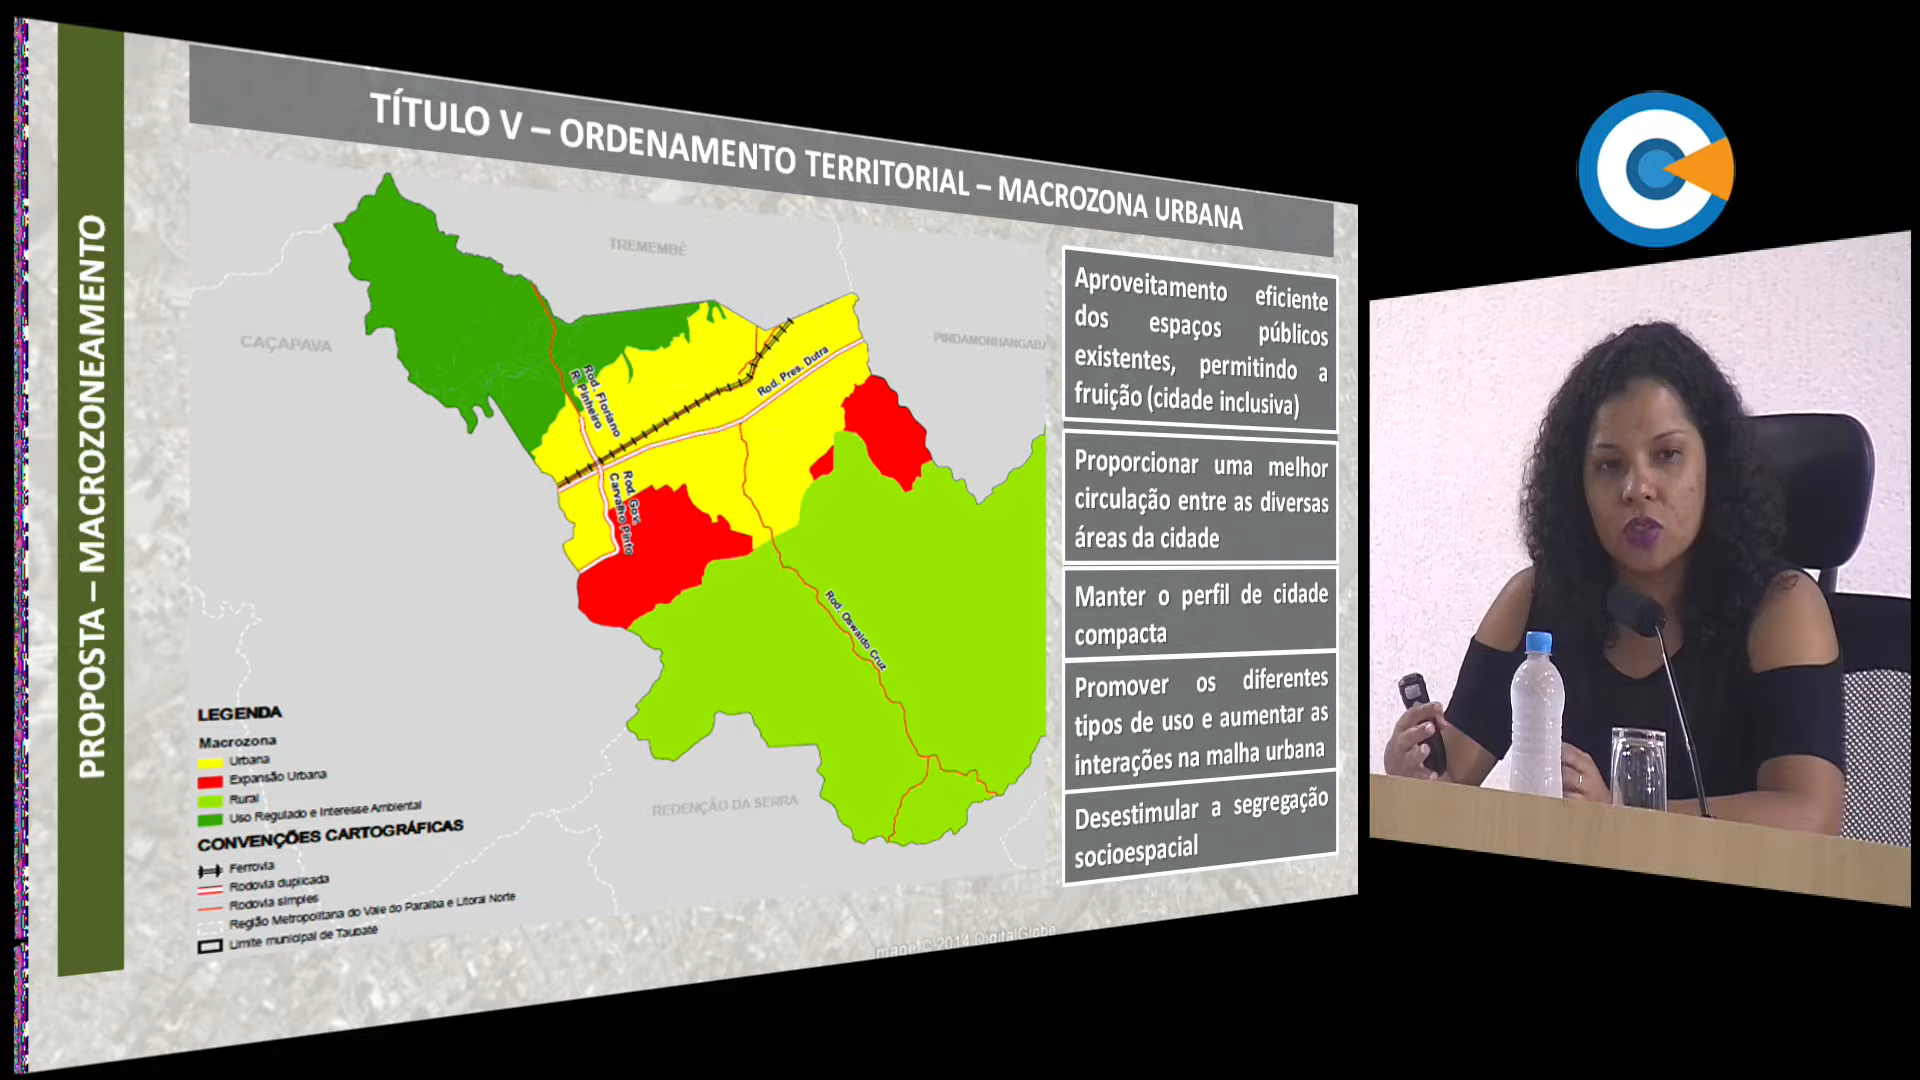 TÍTULO V – ORDENAMENTO TERRITORIAL – MACROZONA URBANA
PROPOSTA – MACROZONEAMENTO
TREMEMBÉ
CAÇAPAVA
PINDAMONHANGABA
Rod. Pres. Dutra
Rod. Floriano
R. Pinheiro
Rod. Gov.
Carvalho Pinto
Rod. Oswaldo Cruz
REDENÇÃO DA SERRA
LEGENDA
Macrozona
Urbana
Expansão Urbana
Rural
Uso Regulado e Interesse Ambiental
CONVENÇÕES CARTOGRÁFICAS
Ferrovia
Rodovia duplicada
Rodovia simples
Região Metropolitana do Vale do Paraíba e Litoral Norte
Limite municipal de Taubaté
Aproveitamento eficiente
dos espaços públicos
existentes, permitindo a
fruição (cidade inclusiva)
Proporcionar uma melhor
circulação entre as diversas
áreas da cidade
Manter o perfil de cidade
compacta
Promover os diferentes
tipos de uso e aumentar as
interações na malha urbana
Desestimular a segregação
socioespacial
mage © 2014 DigitalGlobe